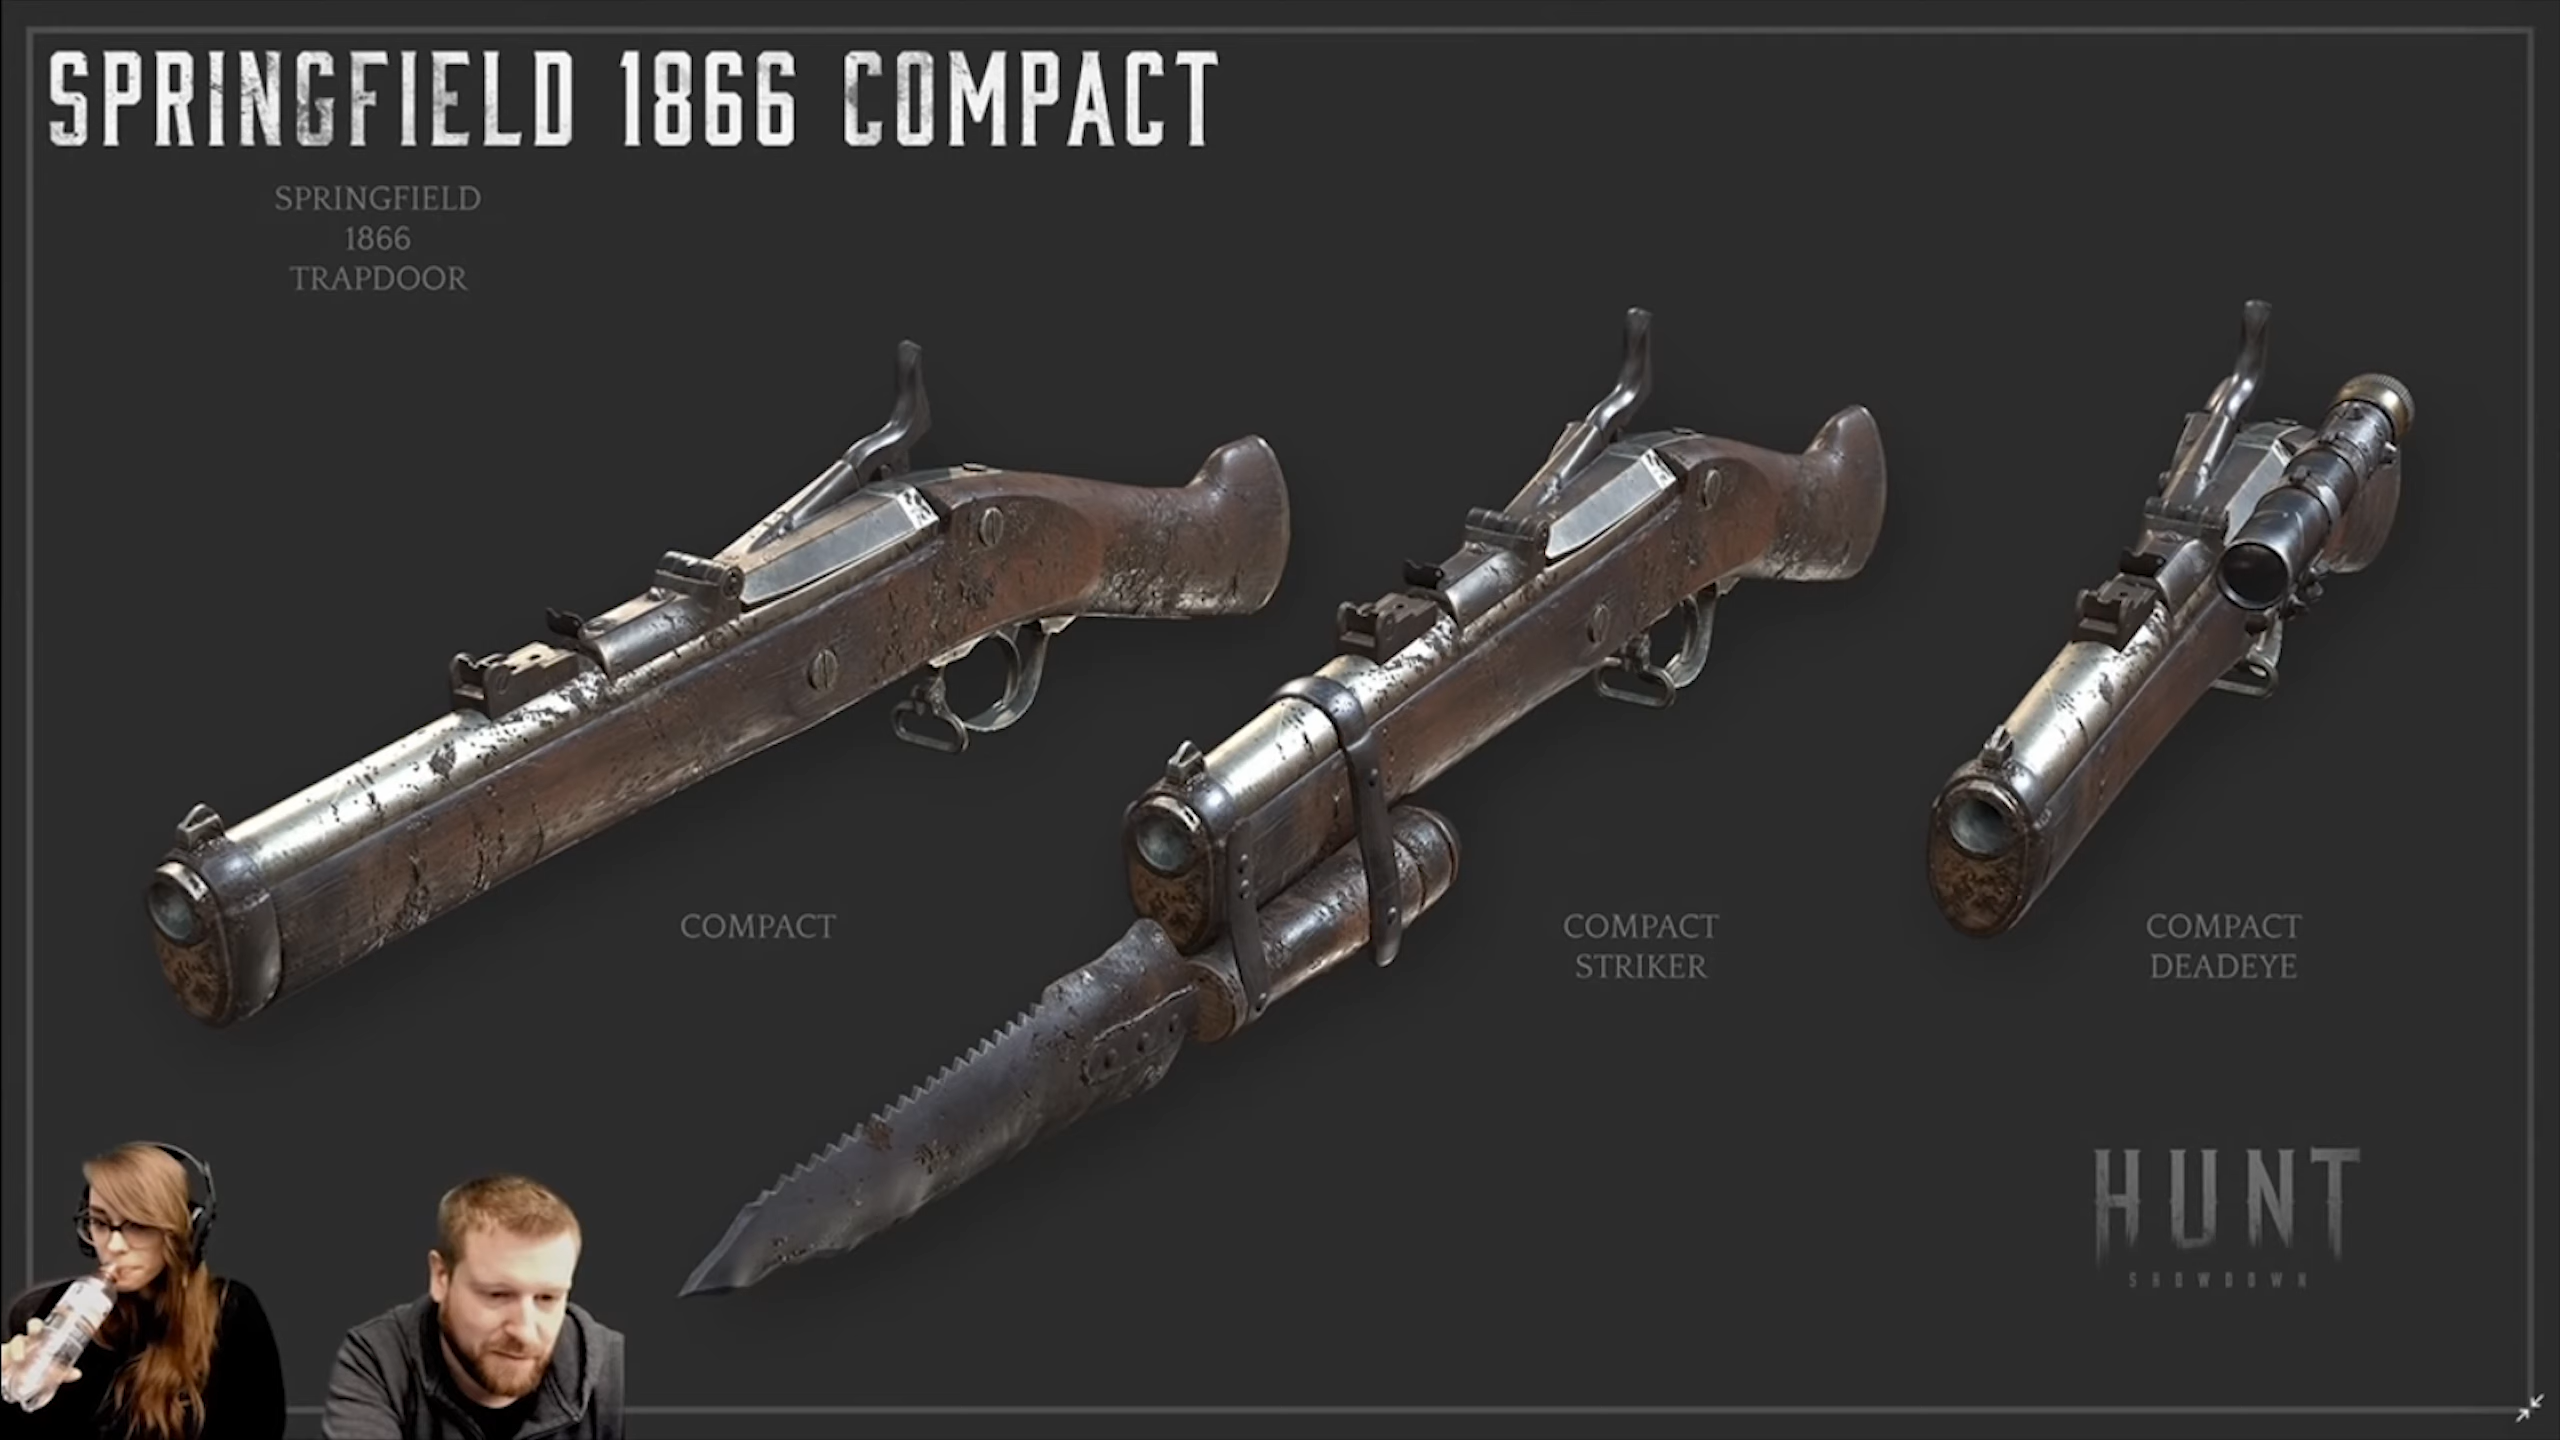 SPRINGFIELD 1866 COMPACT
SPRINGFIELD
1866
TRAPDOOR
COMPACT
COMPACT
STRIKER
COMPACT
DEADEYE
HUNT
SHOWDOWN